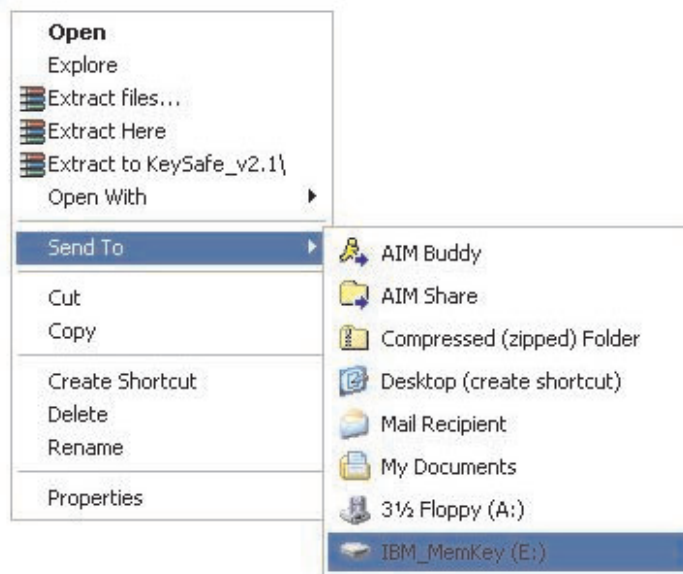 Open
Explore
Extract files...
Extract Here
Extract to KeySafe_v2.1\
Open With
Send To
Cut
Copy
Create Shortcut
Delete
Rename
Properties
AIM Buddy
AIM Share
Compressed (zipped) Folder
Desktop (create shortcut)
Mail Recipient
My Documents
3½ Floppy (A:)
IBM_MemKey (E:)